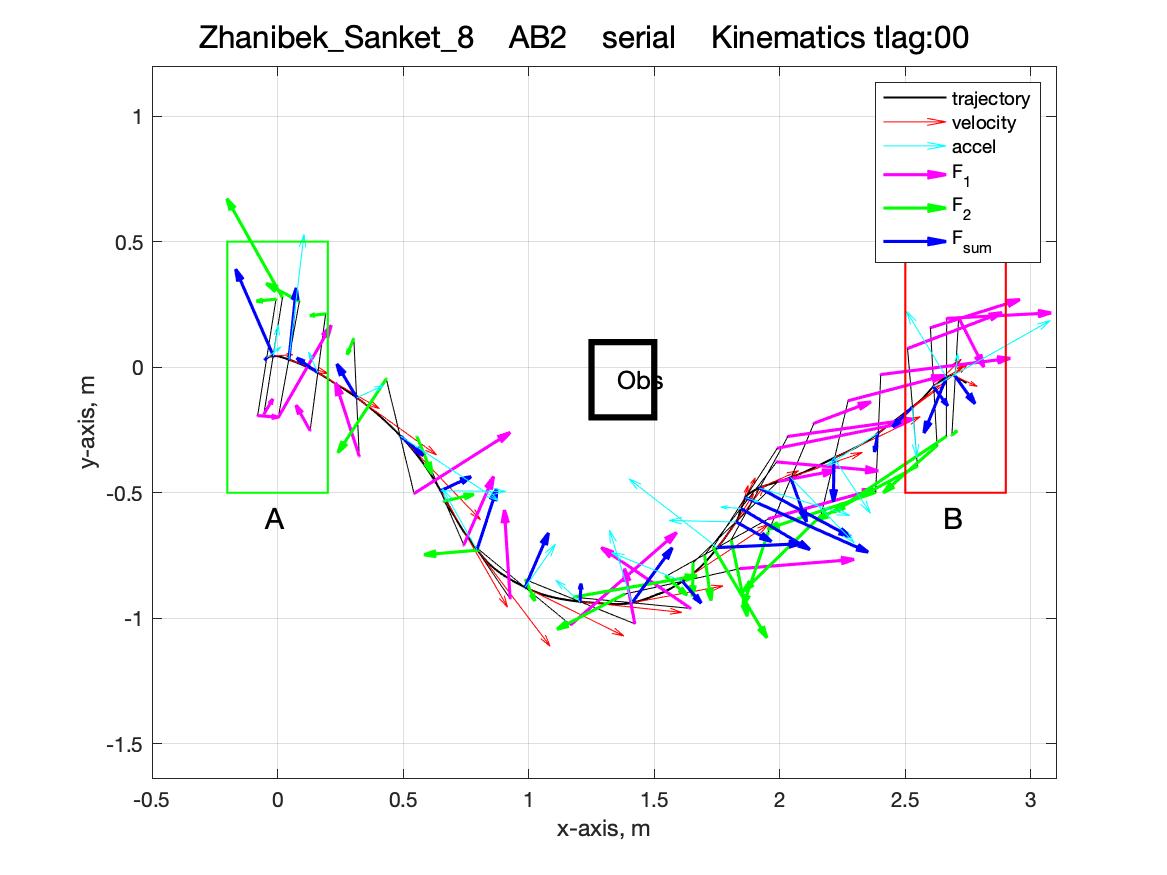 Zhanibek_Sanket_8 AB2 serial Kinematics tlag:00
trajectory
velocity
accel
F1
F2
Fsum
1
0.5
0
-0.5
-1
-1.5
y-axis, m
Obs
A
B
-0.5 0 0.5 1 1.5 2 2.5 3
x-axis, m